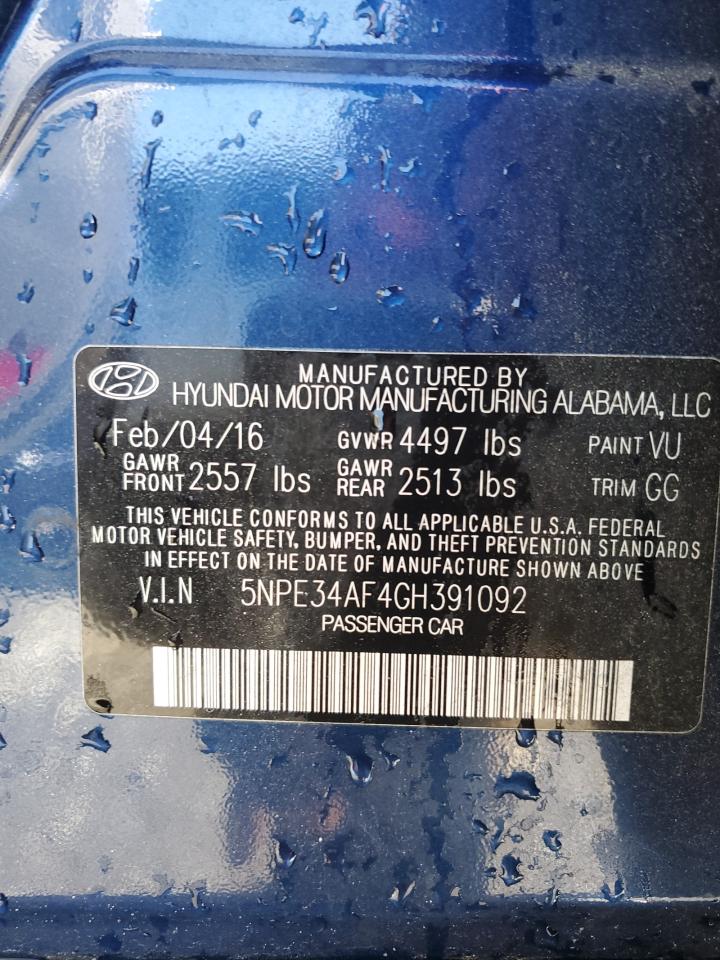 MANUFACTURED BY
HYUNDAI MOTOR MANUFACTURING ALABAMA, LLC
Feb/04/16 GVWR 4497 lbs PAINT VU
GAWR FRONT 2557 lbs GAWR REAR 2513 lbs TRIM GG
THIS VEHICLE CONFORMS TO ALL APPLICABLE U.S.A. FEDERAL
MOTOR VEHICLE SAFETY, BUMPER, AND THEFT PREVENTION STANDARDS
IN EFFECT ON THE DATE OF MANUFACTURE SHOWN ABOVE
V.I.N 5NPE34AF4GH391092
PASSENGER CAR